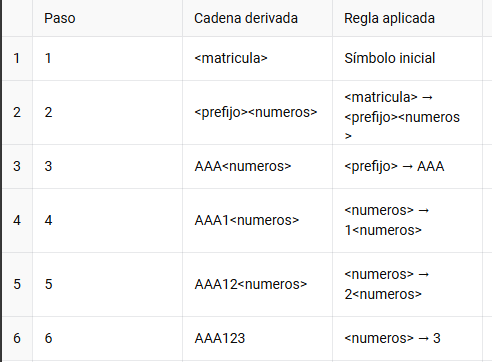 Paso Cadena derivada Regla aplicada
1 1 <matricula> Símbolo inicial
2 2 <prefijo><numeros> <matricula> →
<prefijo><numeros
>
3 3 AAA<numeros> <prefijo> → AAA
4 4 AAA1<numeros> <numeros> →
1<numeros>
5 5 AAA12<numeros> <numeros> →
2<numeros>
6 6 AAA123 <numeros> → 3